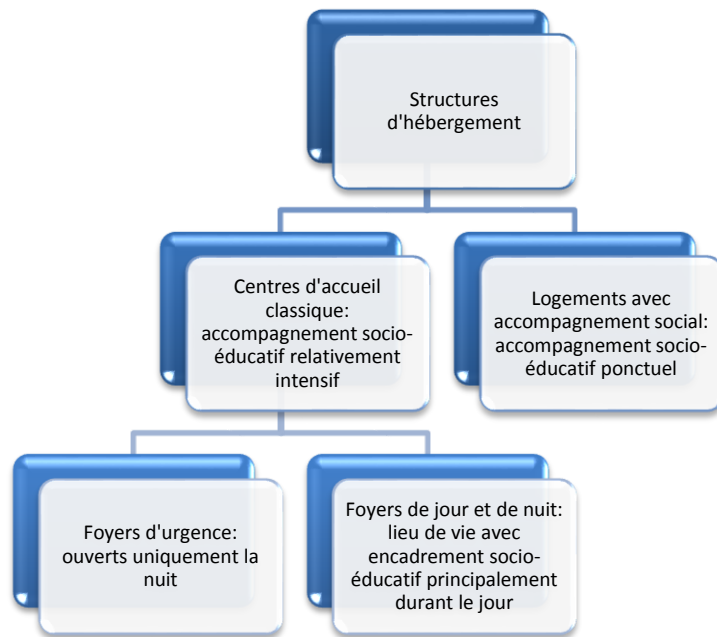 Structures
d'hébergement
Centres d'accueil
classique:
accompagnement socio-
éducatif relativement
intensif
Logements avec
accompagnement social:
accompagnement socio-
éducatif ponctuel
Foyers d'urgence:
ouverts uniquement la
nuit
Foyers de jour et de nuit:
lieu de vie avec
encadrement socio-
éducatif principalement
durant le jour